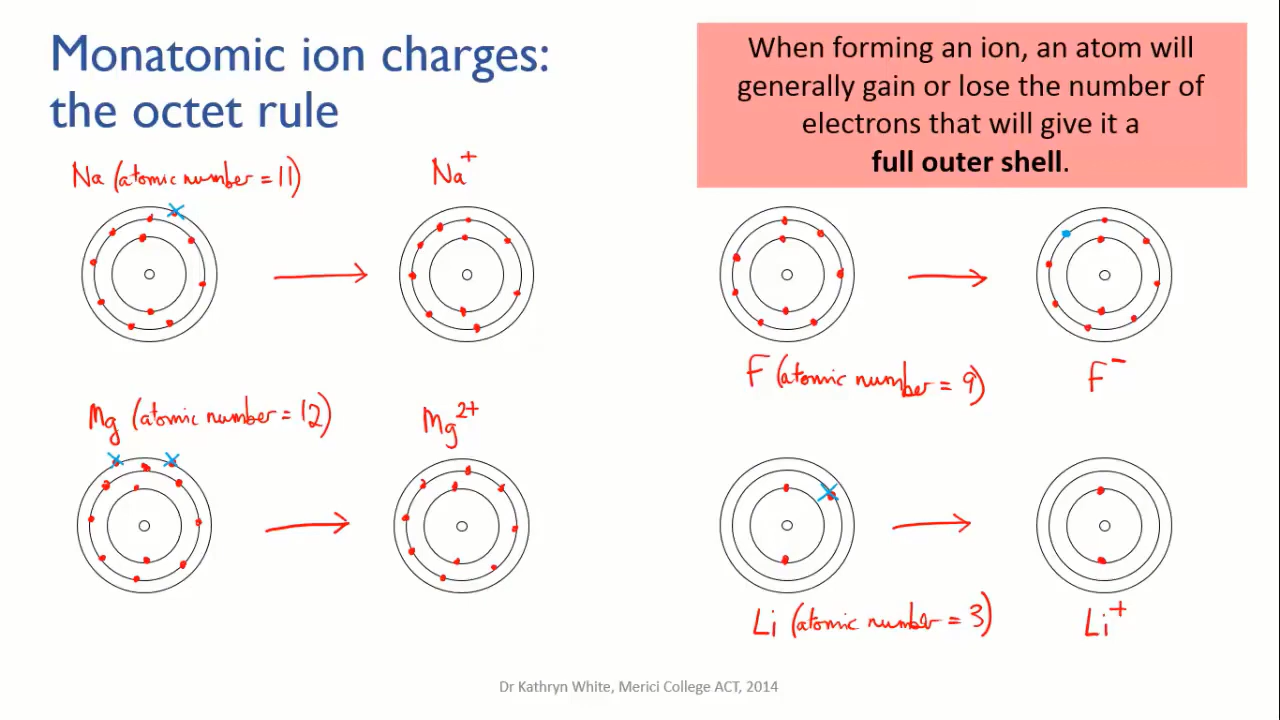 Monatomic ion charges:
the octet rule
When forming an ion, an atom will
generally gain or lose the number of
electrons that will give it a
full outer shell.
Na (atomic number = 11)
Na+
F (atomic number = 9)
F−
Mg (atomic number = 12)
Mg2+
Li (atomic number = 3)
Li+
Dr Kathryn White, Merici College ACT, 2014